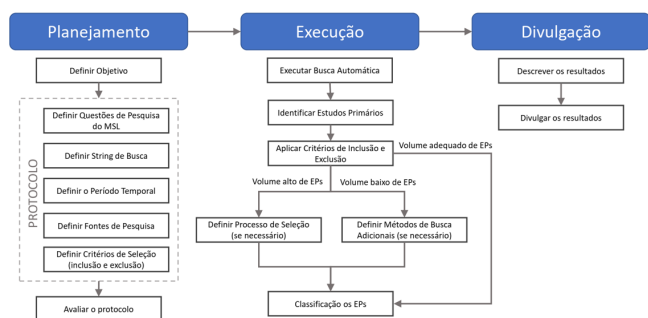 Planejamento
Execução
Divulgação
Definir Objetivo
PROTOCOLO
Definir Questões de Pesquisa
do MSL
Definir String de Busca
Definir o Período Temporal
Definir Fontes de Pesquisa
Definir Critérios de Seleção
(inclusão e exclusão)
Avaliar o protocolo
Executar Busca Automática
Identificar Estudos Primários
Aplicar Critérios de Inclusão e
Exclusão
Volume adequado de EPs
Volume alto de EPs
Volume baixo de EPs
Definir Processo de Seleção
(se necessário)
Definir Métodos de Busca
Adicionais (se necessário)
Classificação os EPs
Descrever os resultados
Divulgar os resultados